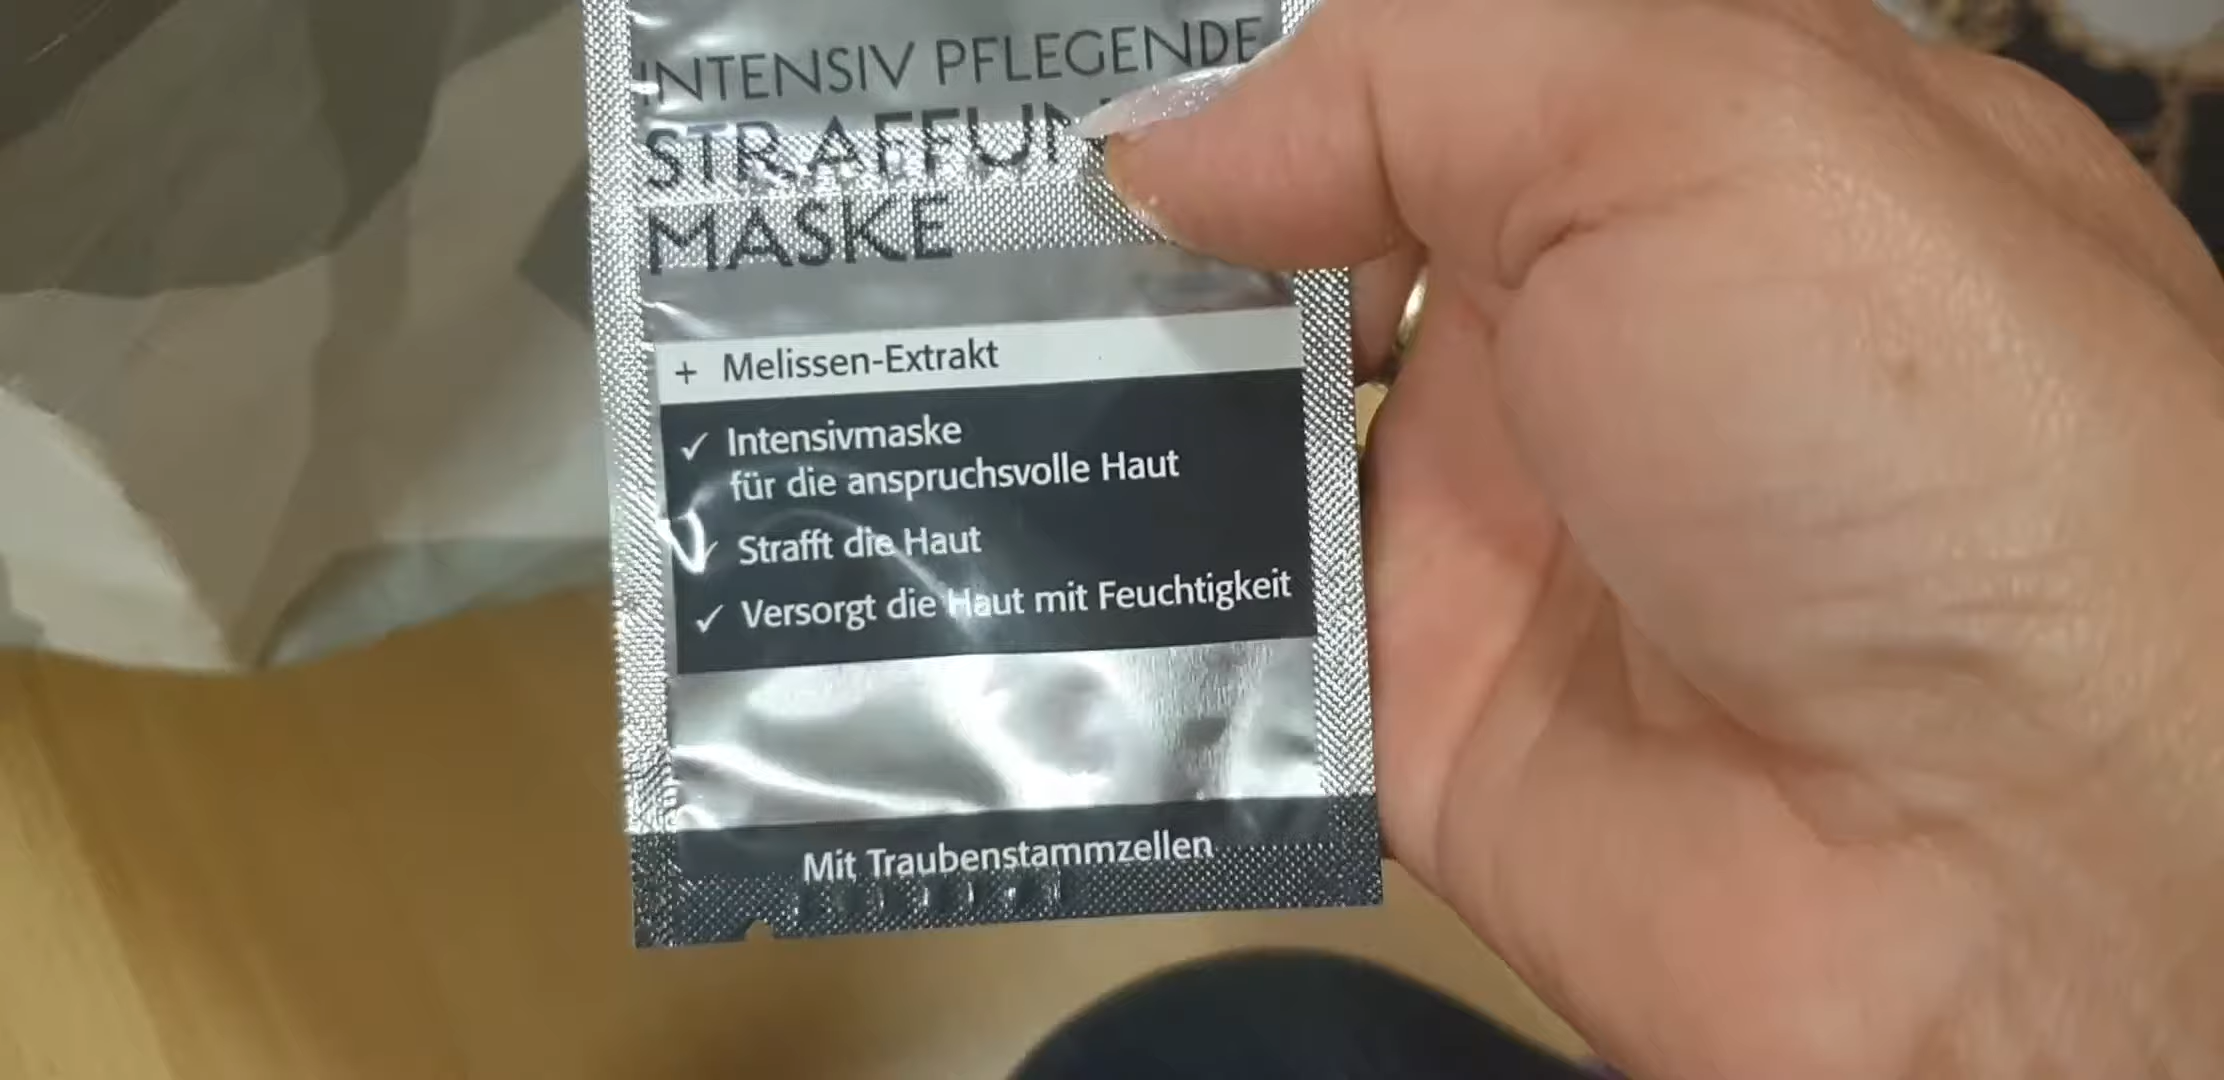 INTENSIV PFLEGENDE
MASKE
+ Melissen-Extrakt
✓ Intensivmaske
für die anspruchsvolle Haut
✓ Strafft die Haut
✓ Versorgt die Haut mit Feuchtigkeit
Mit Traubenstammzellen